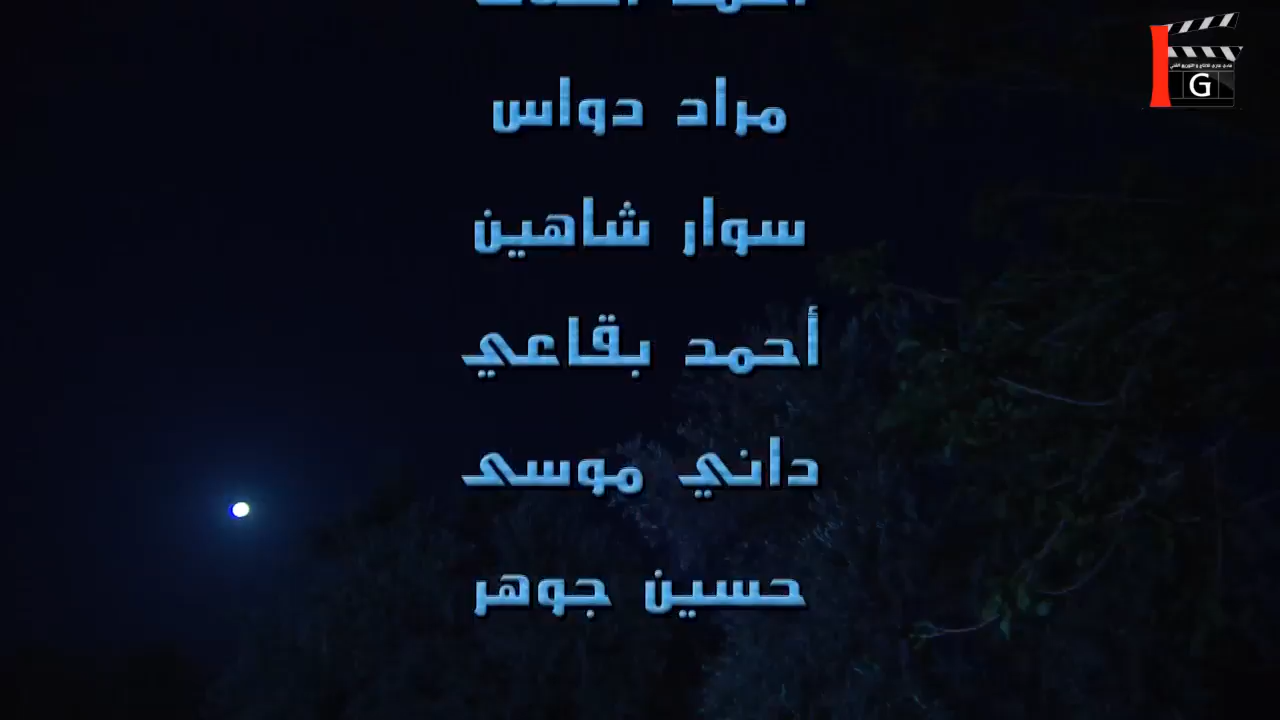 مراد دواس
سوار شاهين
أحمد بقاعي
داني موسى
حسين جوهر
G